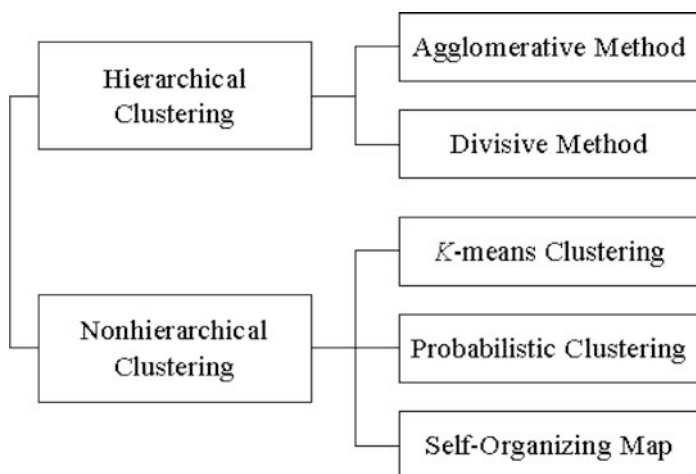 Hierarchical
Clustering
Agglomerative Method
Divisive Method
Nonhierarchical
Clustering
K-means Clustering
Probabilistic Clustering
Self-Organizing Map